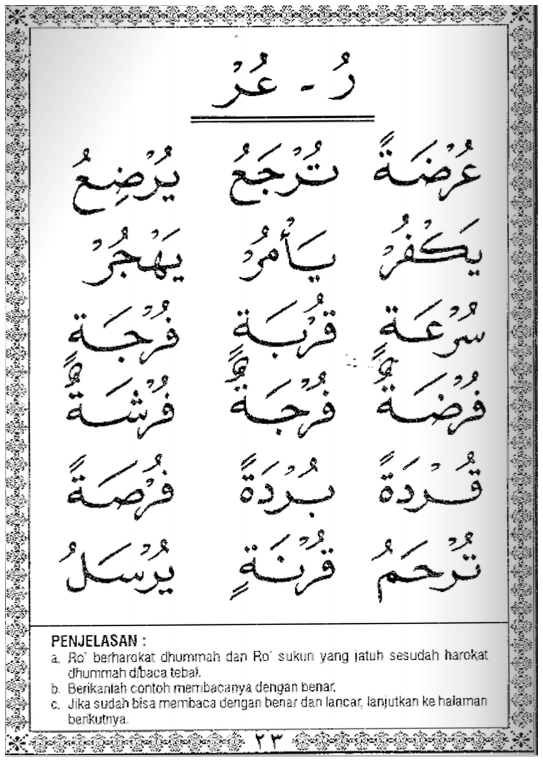 رُ - عُرْ
عُرْضَةً تُرْجَعُ يُرْضِعُ
يَكْفُرْ يَأْمُرْ يَهْجُرْ
سُرْعَةٍ قُرْبَةٍ فُرْجَةٍ
فُرْضَةٌ فُرْجَةٌ فُرْشَةٌ
قُرْدَةً بُرْدَةً فُرْصَةً
تُرْحَمُ قُرْنَةٍ يُرْسَلُ
PENJELASAN :
a. Ro' berharokat dhummah dan Ro' sukun yang jatuh sesudah harokat
dhummah dibaca tebal.
b. Berikanlah contoh membacanya dengan benar.
c. Jika sudah bisa membaca dengan benar dan lancar, lanjutkan ke halaman
berikutnya.
٢٣